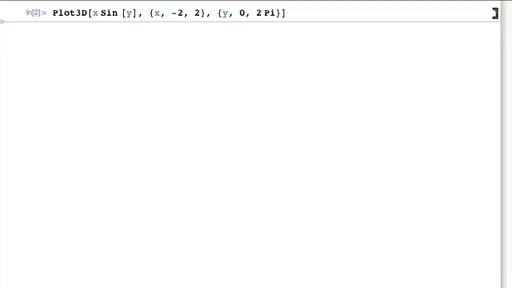 In[2]:= Plot3D[x Sin [y], {x, -2, 2}, {y, 0, 2 Pi}]